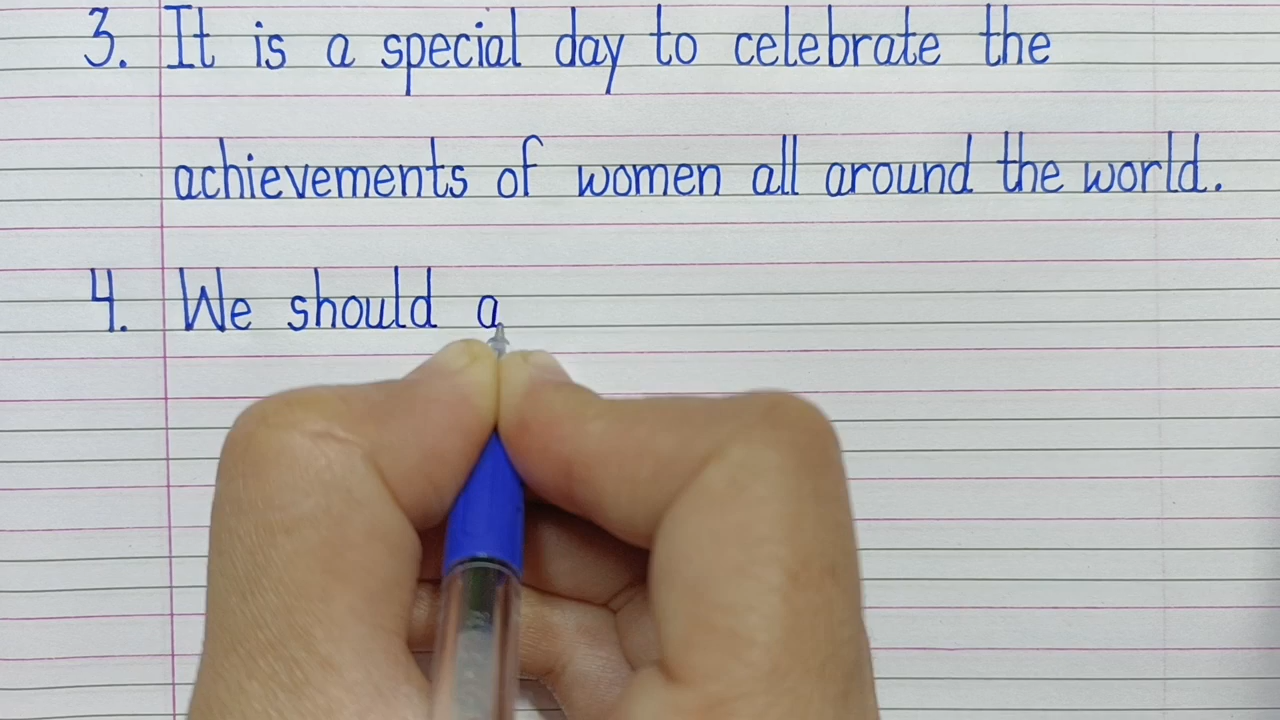 3. It is a special day to celebrate the
achievements of women all around the world.
4. We should a